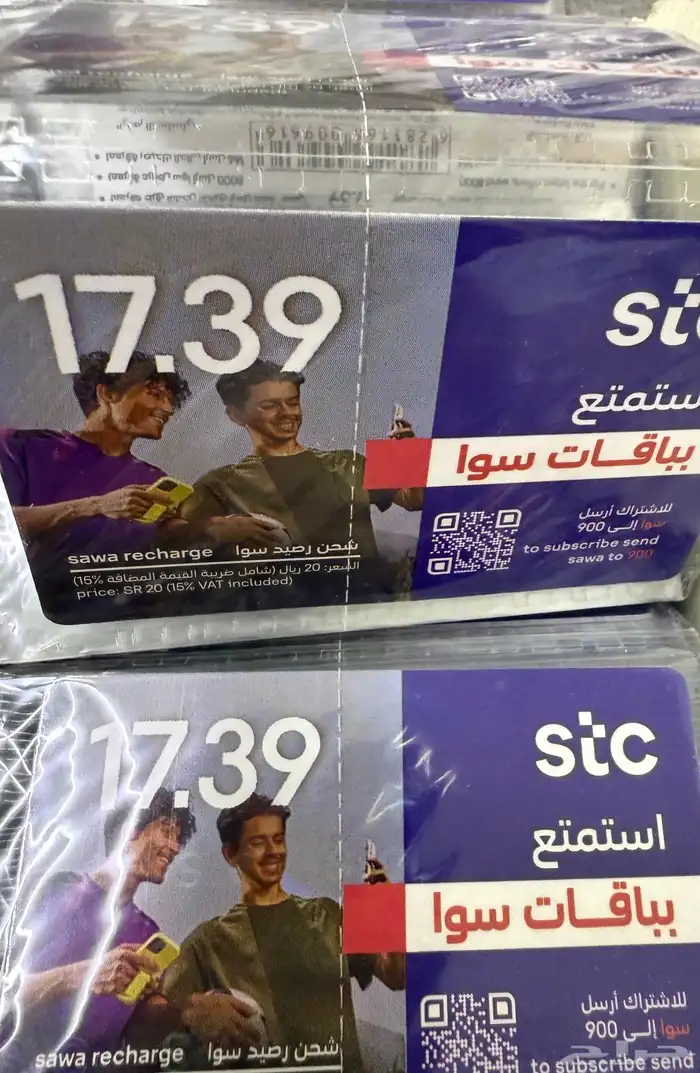 17.39
stc
استمتع
بباقات سوا
للاشتراك أرسل
سوا إلى 900
to subscribe send
sawa to 900
sawa recharge شحن رصيد سوا
السعر: 20 ريال (شامل ضريبة القيمة المضافة 15%)
price: SR 20 (15% VAT included)
17.39
stc
استمتع
بباقات سوا
للاشتراك أرسل
سوا إلى 900
to subscribe send
sawa recharge شحن رصيد سوا